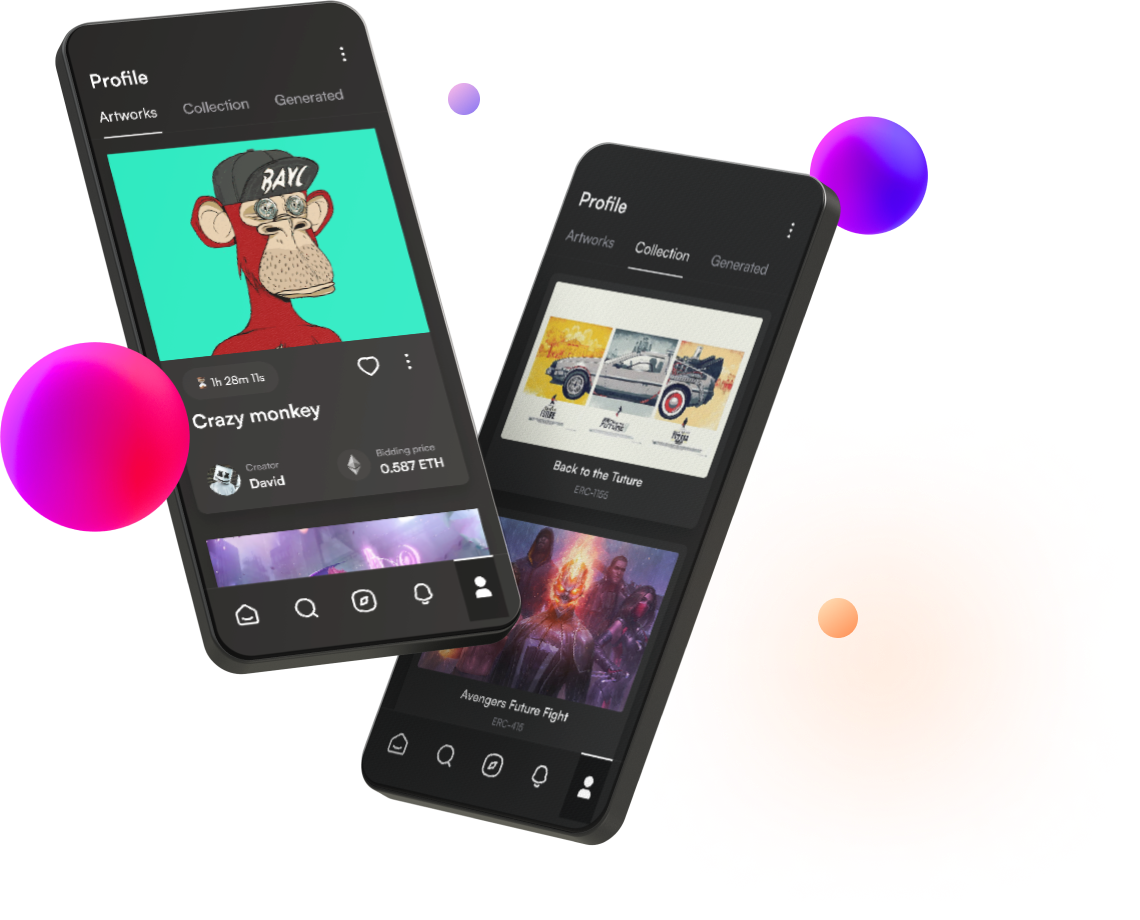 Profile
Artworks Collection Generated
BAYC
1h 28m 11s
Crazy monkey
Creator
David
Bidding price
0.587 ETH
Profile
Artworks Collection Generated
Back to the Tuture
ERC-1155
Avengers Future Fight
ERC-415